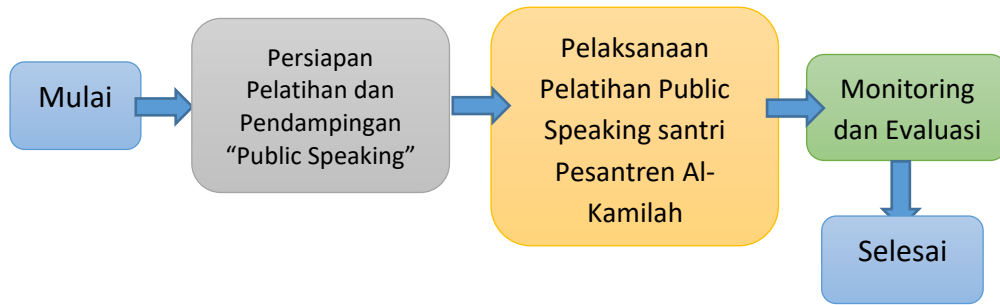 Mulai
Persiapan
Pelatihan dan
Pendampingan
“Public Speaking”
Pelaksanaan
Pelatihan Public
Speaking santri
Pesantren Al-
Kamilah
Monitoring
dan Evaluasi
Selesai